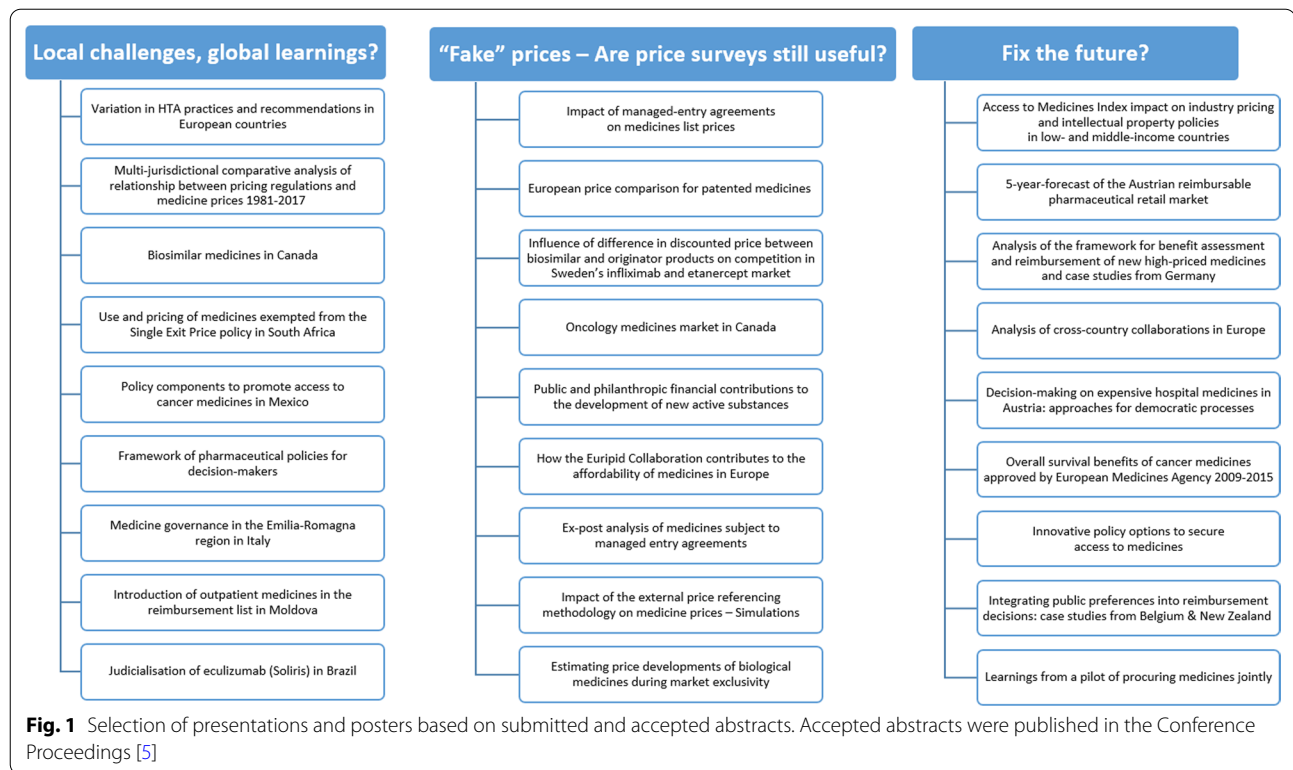 Local challenges, global learnings?
Variation in HTA practices and recommendations in
European countries
Multi-jurisdictional comparative analysis of
relationship between pricing regulations and
medicine prices 1981-2017
Biosimilar medicines in Canada
Use and pricing of medicines exempted from the
Single Exit Price policy in South Africa
Policy components to promote access to
cancer medicines in Mexico
Framework of pharmaceutical policies for
decision-makers
Medicine governance in the Emilia-Romagna
region in Italy
Introduction of outpatient medicines in the
reimbursement list in Moldova
Judicialisation of eculizumab (Soliris) in Brazil
“Fake” prices – Are price surveys still useful?
Impact of managed-entry agreements
on medicines list prices
European price comparison for patented medicines
Influence of difference in discounted price between
biosimilar and originator products on competition in
Sweden’s infliximab and etanercept market
Oncology medicines market in Canada
Public and philanthropic financial contributions to
the development of new active substances
How the Euripid Collaboration contributes to the
affordability of medicines in Europe
Ex-post analysis of medicines subject to
managed entry agreements
Impact of the external price referencing
methodology on medicine prices – Simulations
Estimating price developments of biological
medicines during market exclusivity
Fix the future?
Access to Medicines Index impact on industry pricing
and intellectual property policies
in low- and middle-income countries
5-year-forecast of the Austrian reimbursable
pharmaceutical retail market
Analysis of the framework for benefit assessment
and reimbursement of new high-priced medicines
and case studies from Germany
Analysis of cross-country collaborations in Europe
Decision-making on expensive hospital medicines in
Austria: approaches for democratic processes
Overall survival benefits of cancer medicines
approved by European Medicines Agency 2009-2015
Innovative policy options to secure
access to medicines
Integrating public preferences into reimbursement
decisions: case studies from Belgium & New Zealand
Learnings from a pilot of procuring medicines jointly
Fig. 1 Selection of presentations and posters based on submitted and accepted abstracts. Accepted abstracts were published in the Conference
Proceedings [5]